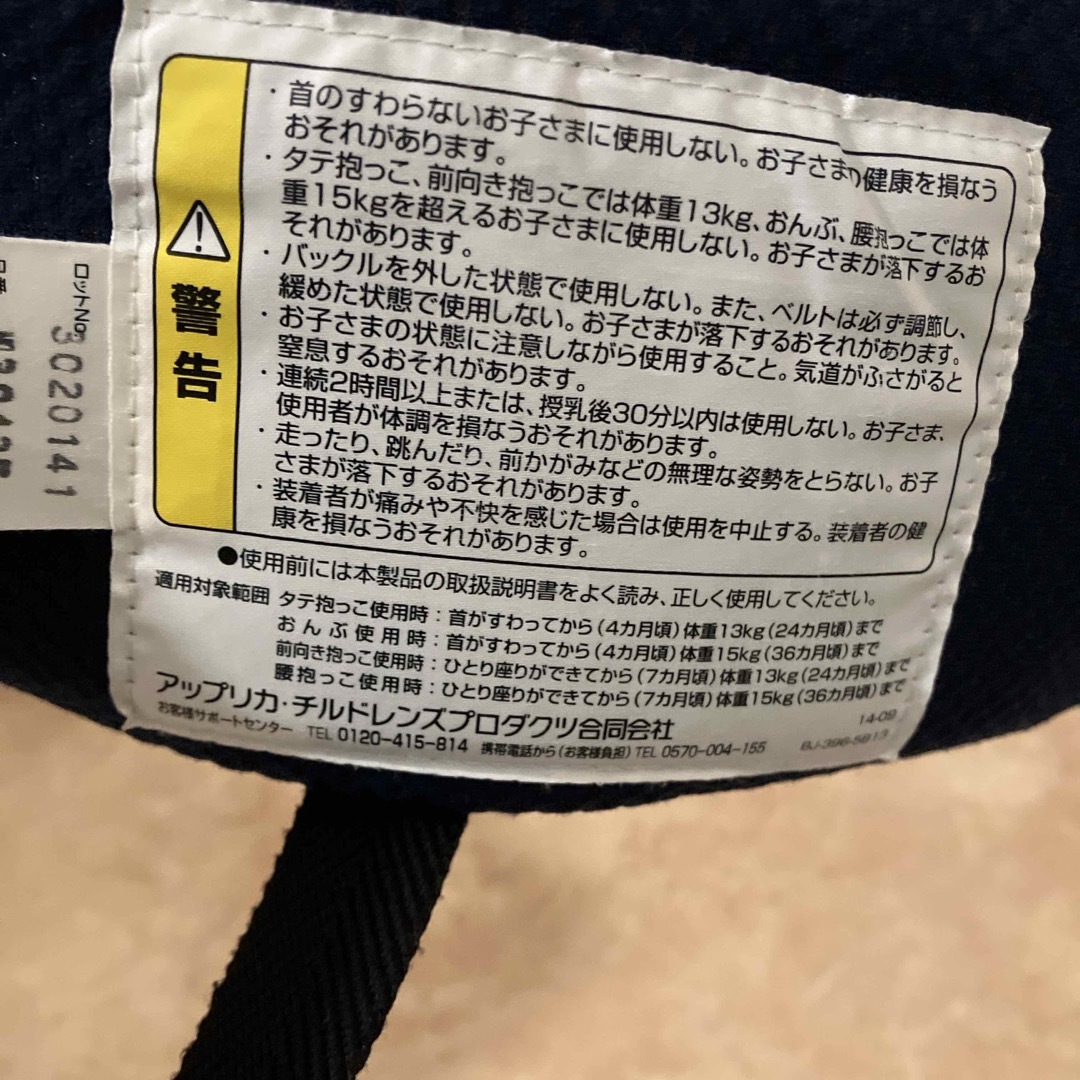 警告
・首のすわらないお子さまに使用しない。お子さまの健康を損なう
おそれがあります。
・タテ抱っこ、前向き抱っこでは体重13kg、おんぶ、腰抱っこでは体
重15kgを超えるお子さまに使用しない。お子さまが落下するお
それがあります。
・バックルを外した状態で使用しない。また、ベルトは必ず調節し、
緩めた状態で使用しない。お子さまが落下するおそれがあります。
・お子さまの状態に注意しながら使用すること。気道がふさがると
窒息するおそれがあります。
・連続2時間以上または、授乳後30分以内は使用しない。お子さま、
使用者が体調を損なうおそれがあります。
・走ったり、跳んだり、前かがみなどの無理な姿勢をとらない。お子
さまが落下するおそれがあります。
・装着者が痛みや不快を感じた場合は使用を中止する。装着者の健
康を損なうおそれがあります。
●使用前には本製品の取扱説明書をよく読み、正しく使用してください。
適用対象範囲 タテ抱っこ使用時：首がすわってから(4カ月頃)体重13kg(24カ月頃)まで
おんぶ使用時：首がすわってから(4カ月頃)体重15kg(36カ月頃)まで
前向き抱っこ使用時：ひとり座りができてから(7カ月頃)体重13kg(24カ月頃)まで
腰抱っこ使用時：ひとり座りができてから(7カ月頃)体重15kg(36カ月頃)まで
アップリカ・チルドレンズプロダクツ合同会社
お客様サポートセンター TEL 0120-415-814 携帯電話から(お客様負担)TEL 0570-004-155
14-09
ロットNo.
3020141